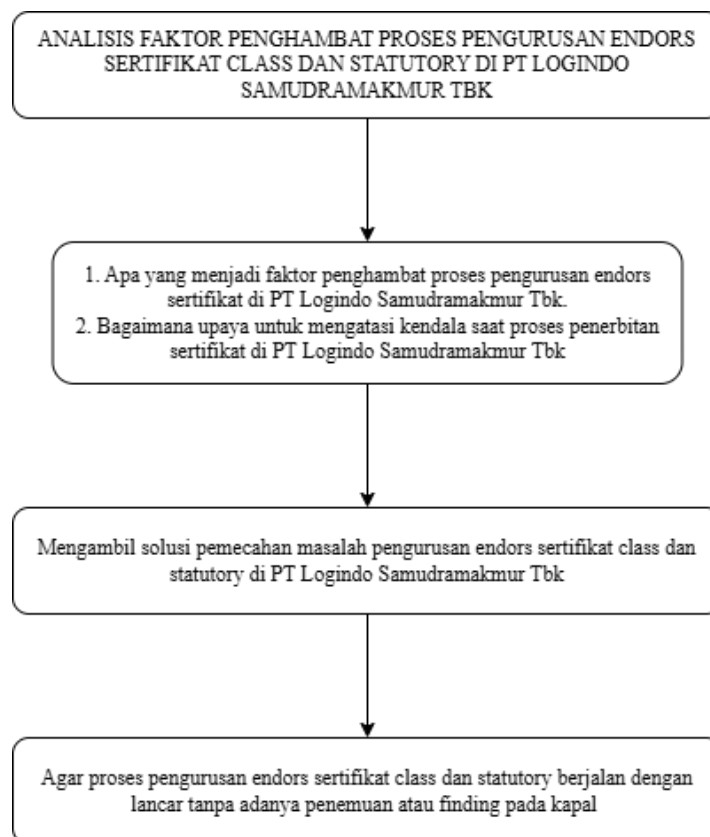 ANALISIS FAKTOR PENGHAMBAT PROSES PENGURUSAN ENDORS
SERTIFIKAT CLASS DAN STATUTORY DI PT LOGINDO
SAMUDRAMAKMUR TBK
1. Apa yang menjadi faktor penghambat proses pengurusan endors
sertifikat di PT Logindo Samudramakmur Tbk.
2. Bagaimana upaya untuk mengatasi kendala saat proses penerbitan
sertifikat di PT Logindo Samudramakmur Tbk
Mengambil solusi pemecahan masalah pengurusan endors sertifikat class dan
statutory di PT Logindo Samudramakmur Tbk
Agar proses pengurusan endors sertifikat class dan statutory berjalan dengan
lancar tanpa adanya penemuan atau finding pada kapal